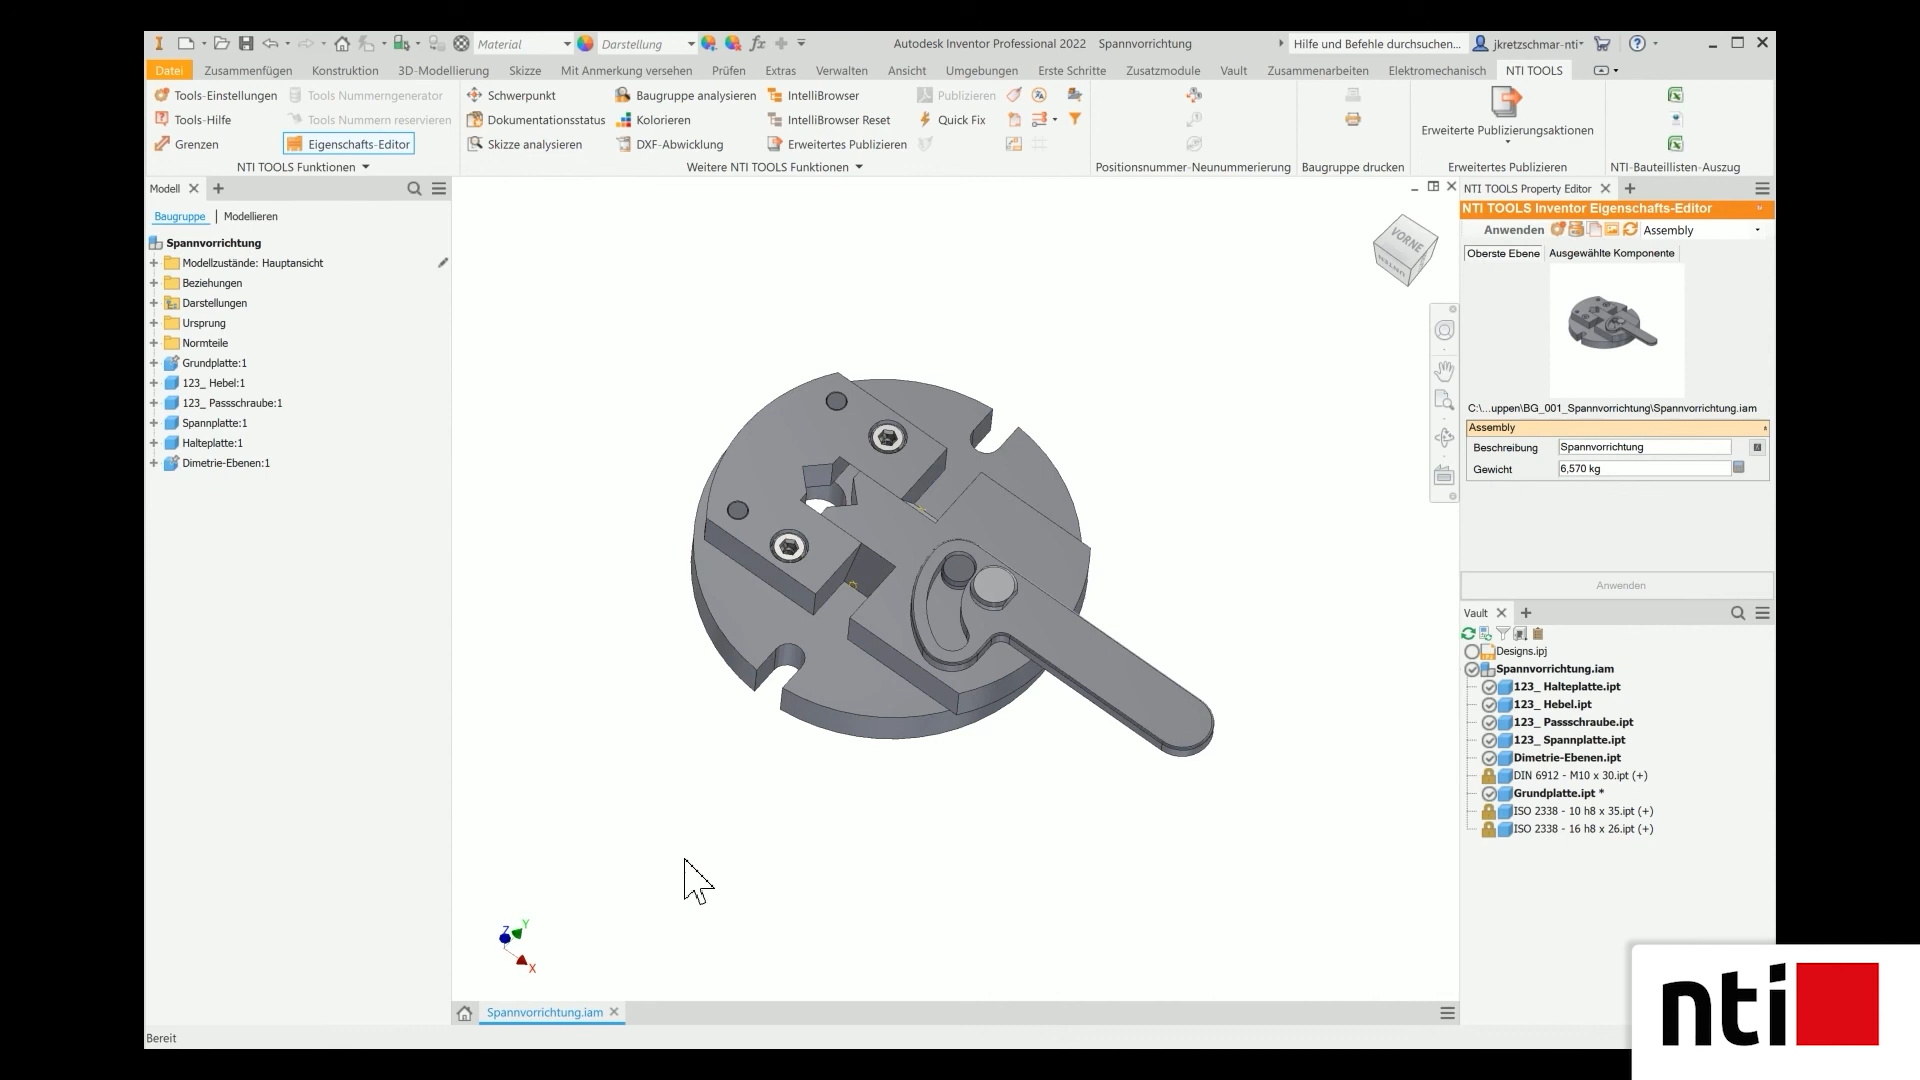 Material
Darstellung
Autodesk Inventor Professional 2022 Spannvorrichtung
Hilfe und Befehle durchsuchen...
jkretzschmar-nti
Datei Zusammenfügen Konstruktion 3D-Modellierung Skizze Mit Anmerkung versehen Prüfen Extras Verwalten Ansicht Umgebungen Erste Schritte Zusatzmodule Vault Zusammenarbeiten Elektromechanisch NTI TOOLS
Tools-Einstellungen Tools Nummerngenerator Schwerpunkt Baugruppe analysieren IntelliBrowser Publizieren
Tools-Hilfe Tools Nummern reservieren Dokumentationsstatus Kolorieren IntelliBrowser Reset Quick Fix
Erweiterte Publizierungsaktionen
Grenzen Eigenschafts-Editor Skizze analysieren DXF-Abwicklung Erweitertes Publizieren
NTI TOOLS Funktionen Weitere NTI TOOLS Funktionen Positionsnummer-Neunummerierung Baugruppe drucken Erweitertes Publizieren NTI-Bauteillisten-Auszug
Modell
Baugruppe | Modellieren
Spannvorrichtung
Modellzustände: Hauptansicht
Beziehungen
Darstellungen
Ursprung
Normteile
Grundplatte:1
123_ Hebel:1
123_ Passschraube:1
Spannplatte:1
Halteplatte:1
Dimetrie-Ebenen:1
VORNE
UNTEN
Z
Y
X
Spannvorrichtung.iam
Bereit
NTI TOOLS Property Editor
NTI TOOLS Inventor Eigenschafts-Editor
Anwenden Assembly
Oberste Ebene Ausgewählte Komponente
C:\...uppen\BG_001_Spannvorrichtung\Spannvorrichtung.iam
Assembly
Beschreibung Spannvorrichtung
Gewicht 6,570 kg
Anwenden
Vault
Designs.ipj
Spannvorrichtung.iam
123_ Halteplatte.ipt
123_ Hebel.ipt
123_ Passschraube.ipt
123_ Spannplatte.ipt
Dimetrie-Ebenen.ipt
DIN 6912 - M10 x 30.ipt (+)
Grundplatte.ipt *
ISO 2338 - 10 h8 x 35.ipt (+)
ISO 2338 - 16 h8 x 26.ipt (+)
nti